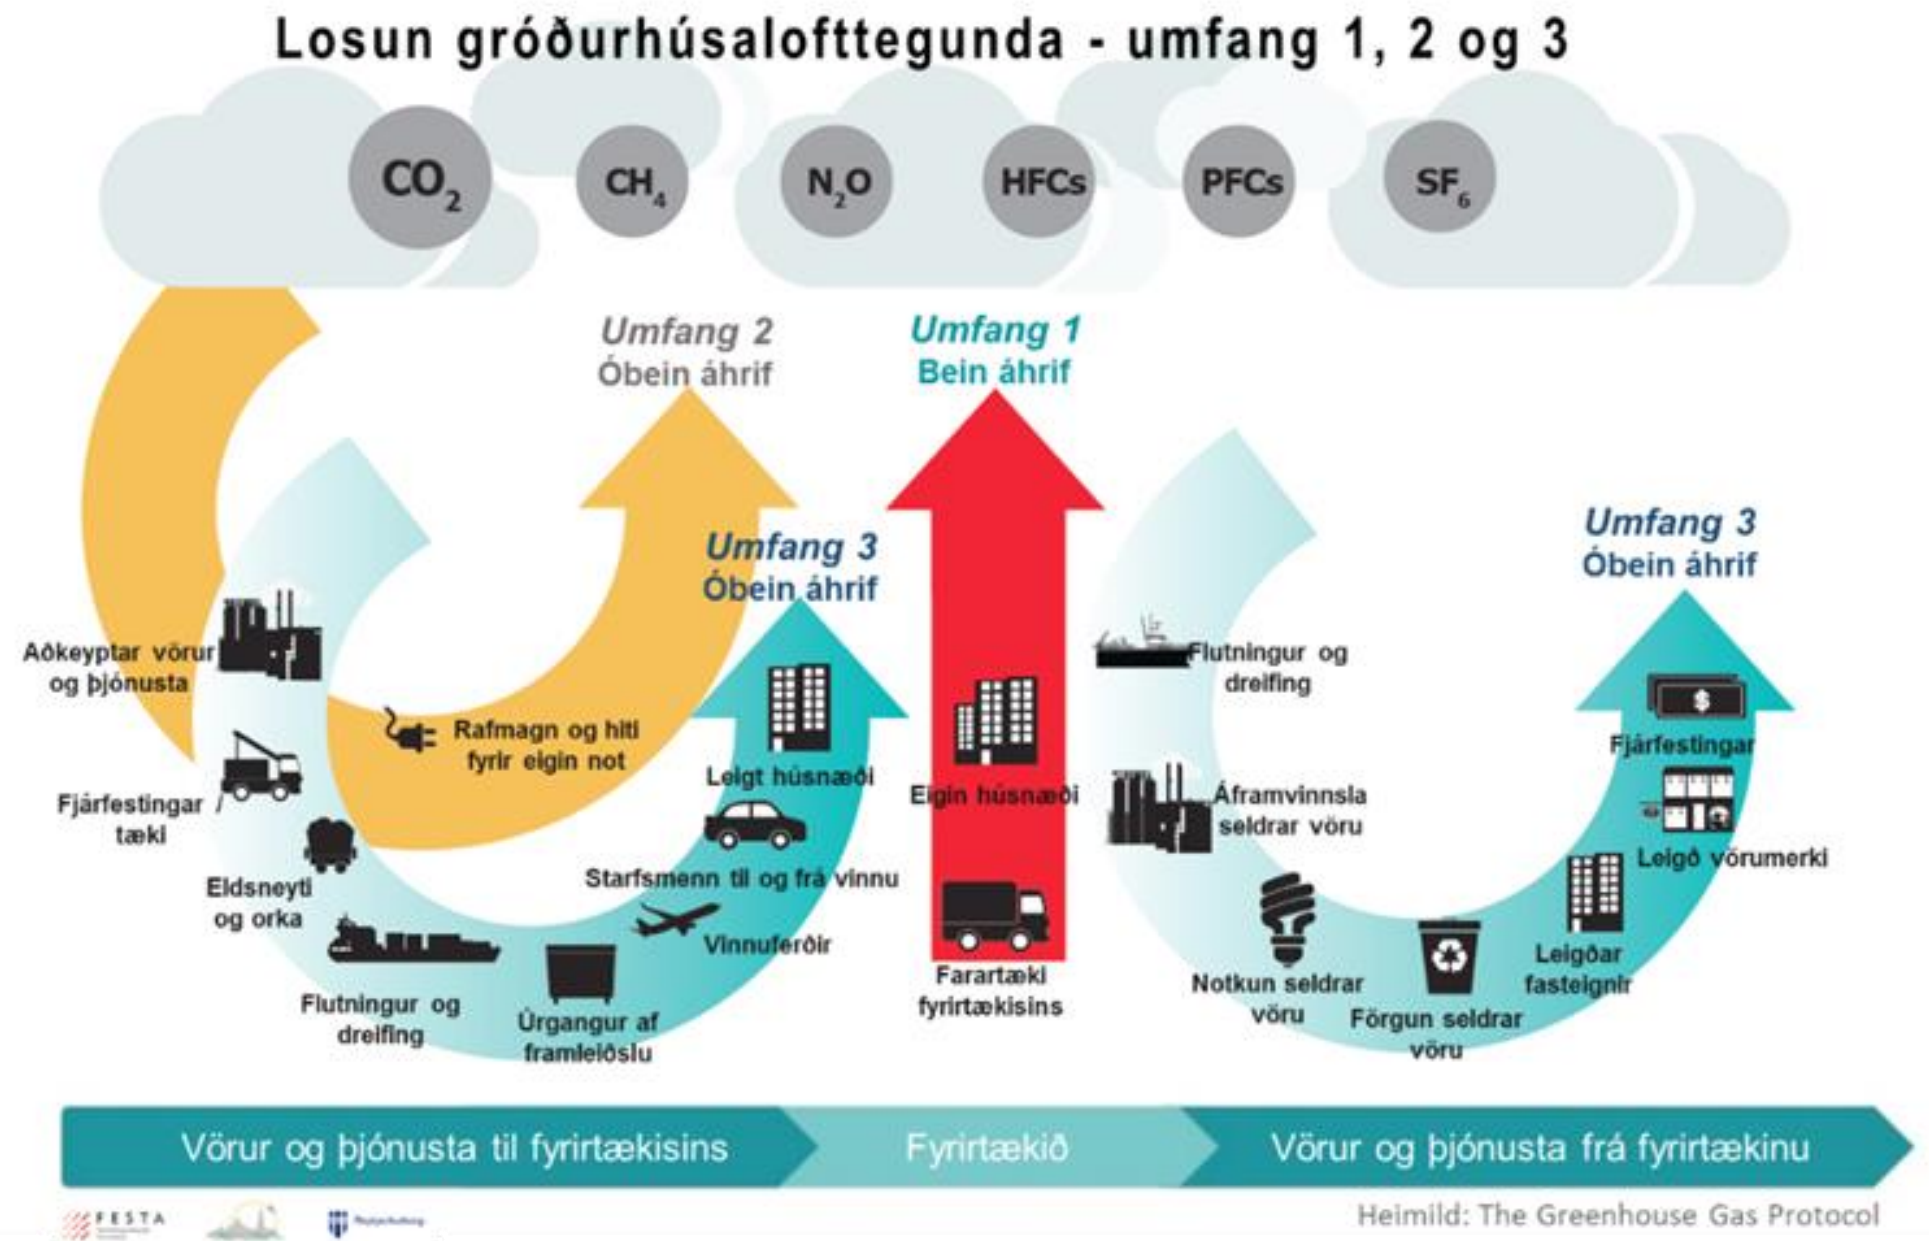 Losun gróðurhúsalofttegunda - umfang 1, 2 og 3
CO2
CH4
N2O
HFCs
PFCs
SF6
Umfang 2
Óbein áhrif
Umfang 1
Bein áhrif
Umfang 3
Óbein áhrif
Umfang 3
Óbein áhrif
Aðkeyptar vörur
og þjónusta
Fjárfestingar /
tæki
Eldsneyti
og orka
Flutningur og
dreifing
Úrgangur af
framleiðslu
Vinnuferðir
Starfsmenn til og frá vinnu
Leigt húsnæði
Rafmagn og hiti
fyrir eigin not
Eigin húsnæði
Farartæki
fyrirtækisins
Flutningur og
dreifing
Áframvinnsla
seldrar vöru
Notkun seldrar
vöru
Förgun seldrar
vöru
Leigðar
fasteignir
Leigð vörumerki
Fjárfestingar
$
Vörur og þjónusta til fyrirtækisins
Fyrirtækið
Vörur og þjónusta frá fyrirtækinu
FESTA
Heimild: The Greenhouse Gas Protocol